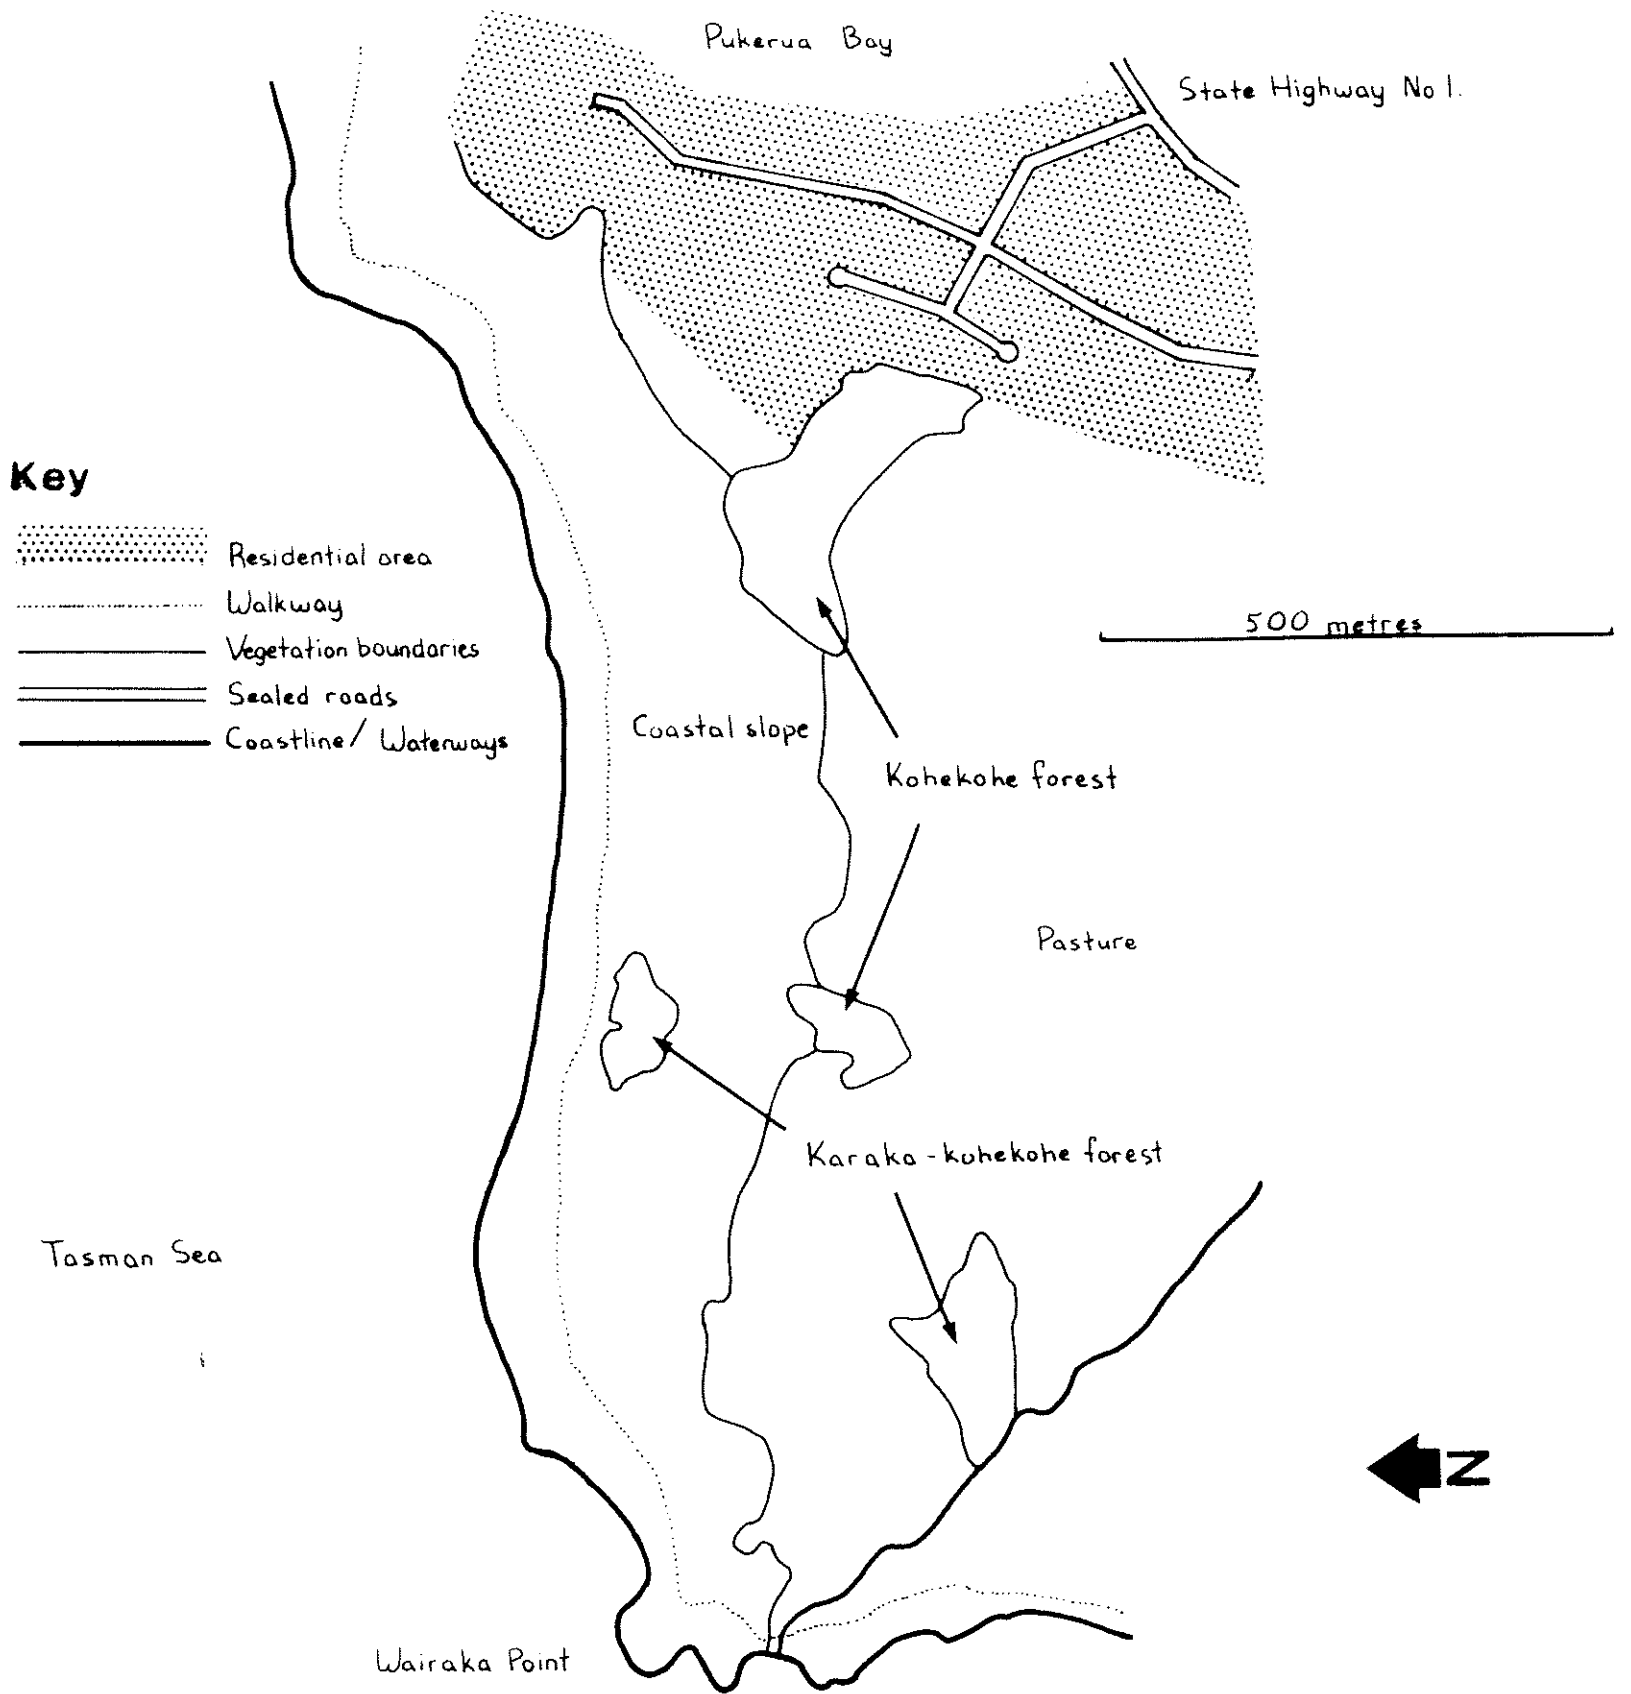 Pukerua Bay
State Highway No 1.
Key
Residential area
Walkway
Vegetation boundaries
Sealed roads
Coastline / Waterways
500 metres
Coastal slope
Kohekohe forest
Pasture
Karaka - kohekohe forest
Tasman Sea
N
Wairaka Point